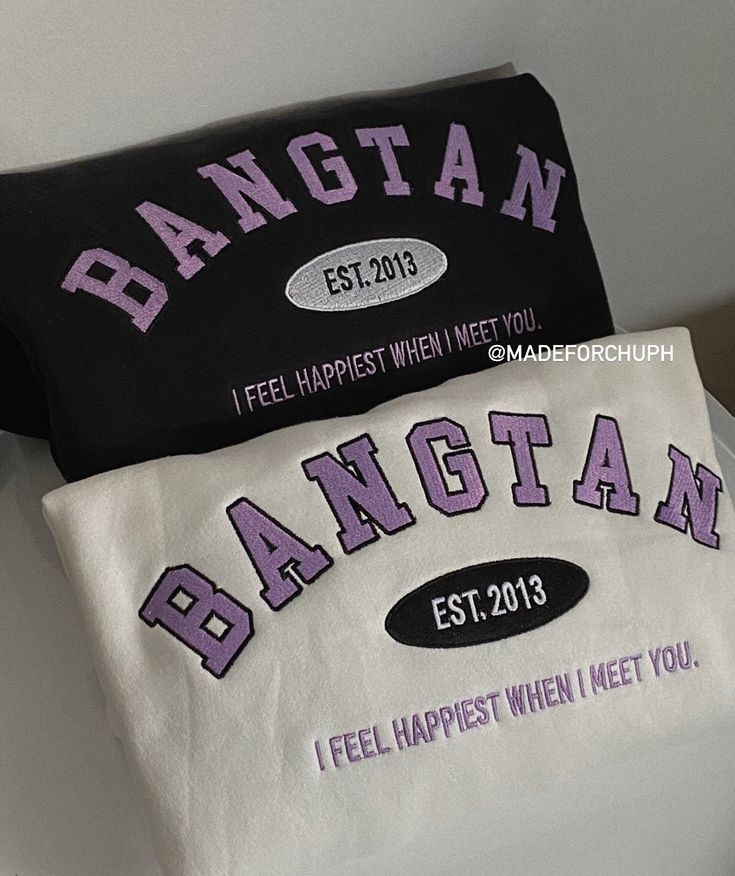 BANGTAN
EST. 2013
I FEEL HAPPIEST WHEN I MEET YOU.
@MADEFORCHUPH
BANGTAN
EST. 2013
I FEEL HAPPIEST WHEN I MEET YOU.